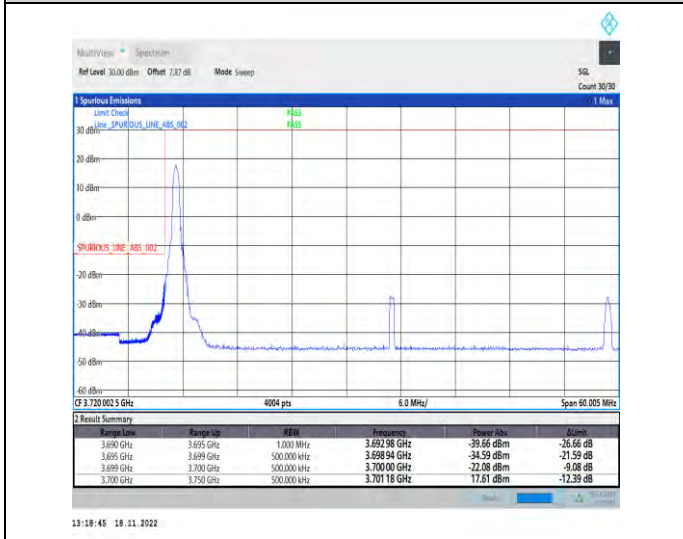 MultiView Spectrum
Ref Level 30.00 dBm Offset 7.87 dB Mode Sweep SGL
Count 30/30
1 Spurious Emissions 1 Max
Limit Check PASS
Line _SPURIOUS_LINE_ABS_002 PASS
30 dBm
20 dBm
10 dBm
0 dBm
_SPURIOUS_LINE_ABS_002
-20 dBm
-30 dBm
-40 dBm
-50 dBm
-60 dBm
CF 3.720 002 5 GHz 4004 pts 6.0 MHz/ Span 60.005 MHz
2 Result Summary
Range Low Range Up RBW Frequency Power Abs ΔLimit
3.690 GHz 3.695 GHz 1.000 MHz 3.692 98 GHz -39.66 dBm -26.66 dB
3.695 GHz 3.699 GHz 500.000 kHz 3.698 94 GHz -34.59 dBm -21.59 dB
3.699 GHz 3.700 GHz 500.000 kHz 3.700 00 GHz -22.08 dBm -9.08 dB
3.700 GHz 3.750 GHz 500.000 kHz 3.701 18 GHz 17.61 dBm -12.39 dB
13:18:45 18.11.2022